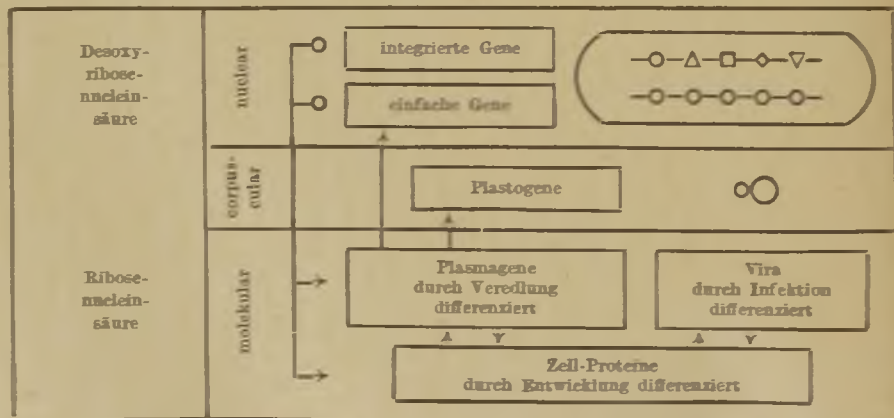 Desoxy-
ribose-
nuclein-
säure
nuclear
integrierte Gene
einfache Gene
corpus-
cular
Plastogene
Ribose-
nuclein-
säure
molekular
Plasmagene
durch Veredlung
differenziert
Vira
durch Infektion
differenziert
Zell-Proteine
durch Entwicklung differenziert